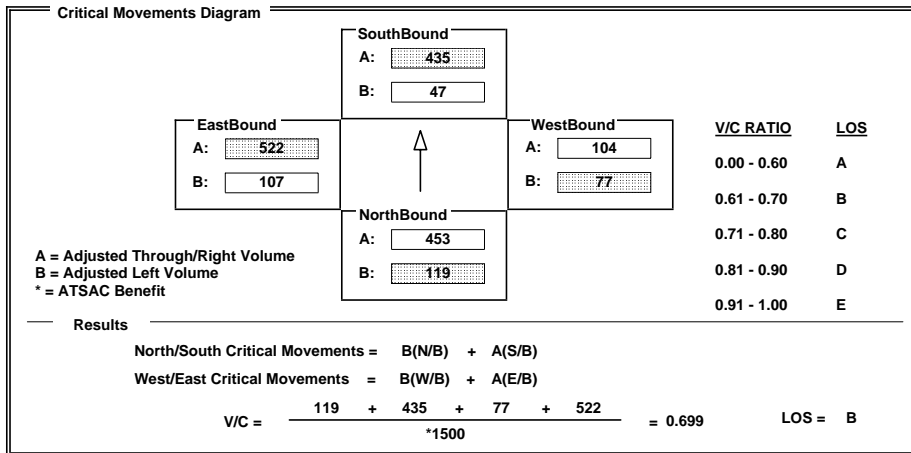 Critical Movements Diagram
SouthBound
A: 435
B: 47
EastBound
A: 522
B: 107
WestBound
A: 104
B: 77
NorthBound
A: 453
B: 119
V/C RATIO LOS
0.00 - 0.60 A
0.61 - 0.70 B
0.71 - 0.80 C
0.81 - 0.90 D
0.91 - 1.00 E
A = Adjusted Through/Right Volume
B = Adjusted Left Volume
* = ATSAC Benefit
Results
North/South Critical Movements = B(N/B) + A(S/B)
West/East Critical Movements = B(W/B) + A(E/B)
119 + 435 + 77 + 522
V/C = = 0.699 LOS = B
*1500